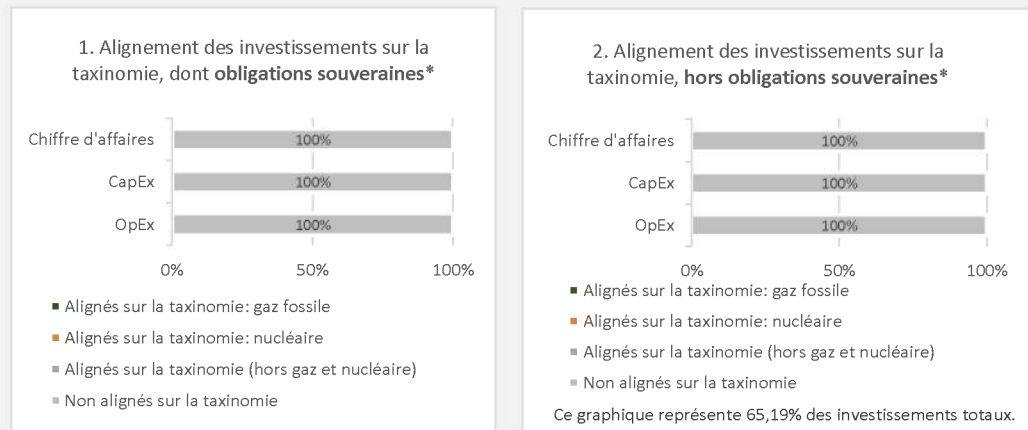 1. Alignement des investissements sur la
taxinomie, dont obligations souveraines*
Chiffre d'affaires
100%
CapEx
100%
OpEx
100%
0%
50%
100%
■ Alignés sur la taxinomie: gaz fossile
■ Alignés sur la taxinomie: nucléaire
■ Alignés sur la taxinomie (hors gaz et nucléaire)
■ Non alignés sur la taxinomie
2. Alignement des investissements sur la
taxinomie, hors obligations souveraines*
Chiffre d'affaires
100%
CapEx
100%
OpEx
100%
0%
50%
100%
■ Alignés sur la taxinomie: gaz fossile
■ Alignés sur la taxinomie: nucléaire
■ Alignés sur la taxinomie (hors gaz et nucléaire)
■ Non alignés sur la taxinomie
Ce graphique représente 65,19% des investissements totaux.